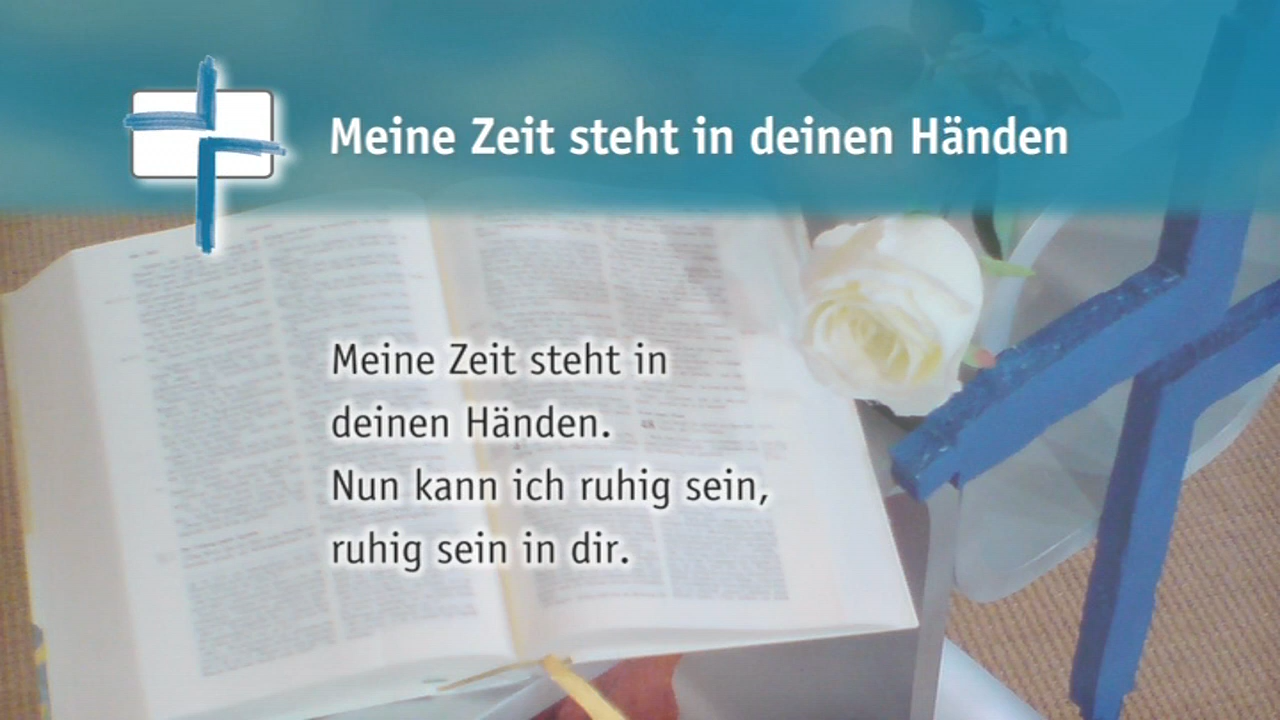 Meine Zeit steht in deinen Händen
Meine Zeit steht in
deinen Händen.
Nun kann ich ruhig sein,
ruhig sein in dir.